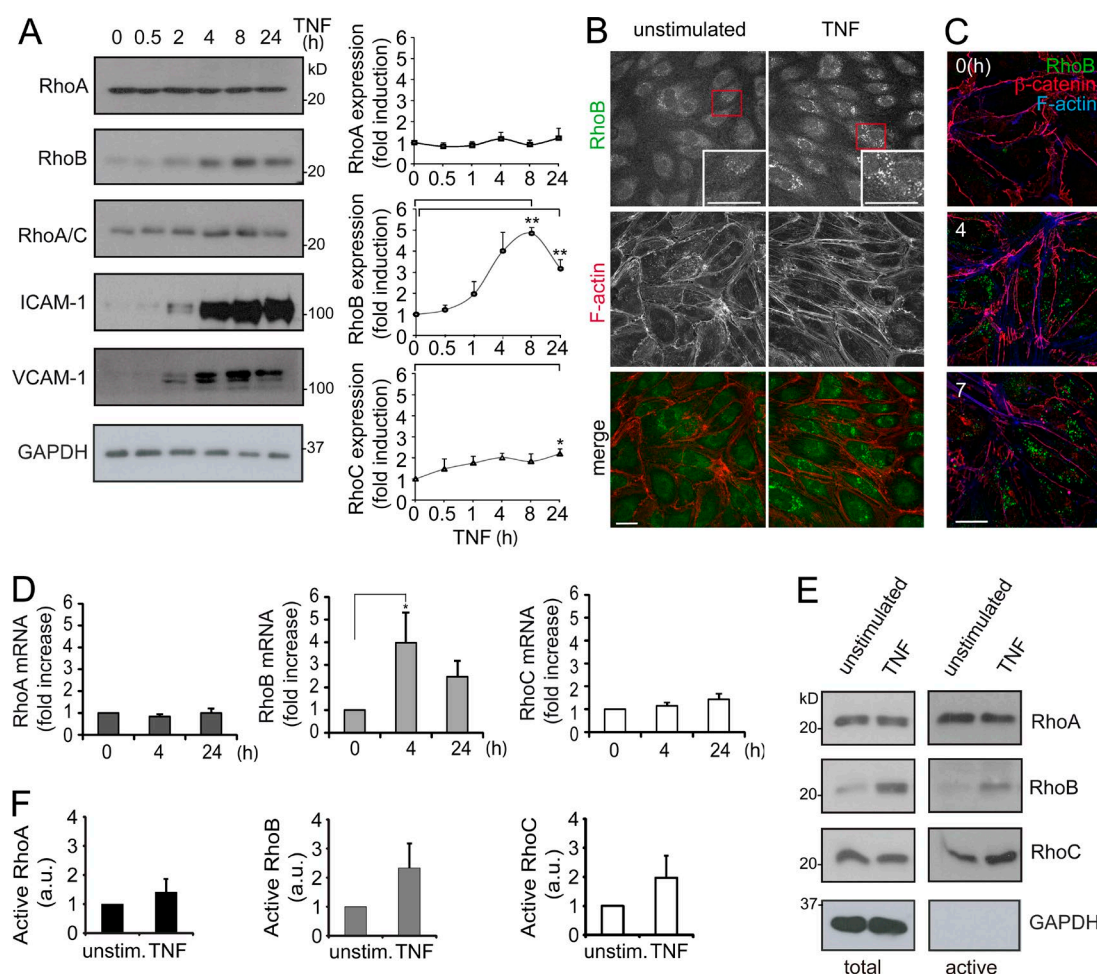 A
0 0.5 2 4 8 24 TNF (h)
kD
RhoA
-20
RhoB
-20
RhoA/C
-20
ICAM-1
-100
VCAM-1
-100
GAPDH
-37
RhoA expression
(fold induction)
6
5
4
3
2
1
0
0 0.5 1 4 8 24
RhoB expression
(fold induction)
6
5
4
3
2
1
0
**
**
0 0.5 1 4 8 24
RhoC expression
(fold induction)
6
5
4
3
2
1
0
*
0 0.5 1 4 8 24
TNF (h)
B
unstimulated TNF
RhoB
F-actin
merge
C
0(h)
RhoB
β-catenin
F-actin
4
7
D
RhoA mRNA
(fold increase)
6
5
4
3
2
1
0
0 4 24 (h)
RhoB mRNA
(fold increase)
6
5
4
3
2
1
0
*
0 4 24 (h)
RhoC mRNA
(fold increase)
6
5
4
3
2
1
0
0 4 24 (h)
E
unstimulated TNF unstimulated TNF
kD
20-
RhoA
20-
RhoB
20-
RhoC
37-
GAPDH
total active
F
Active RhoA
(a.u.)
4
3
2
1
0
unstim. TNF
Active RhoB
(a.u.)
4
3
2
1
0
unstim. TNF
Active RhoC
(a.u.)
4
3
2
1
0
unstim. TNF